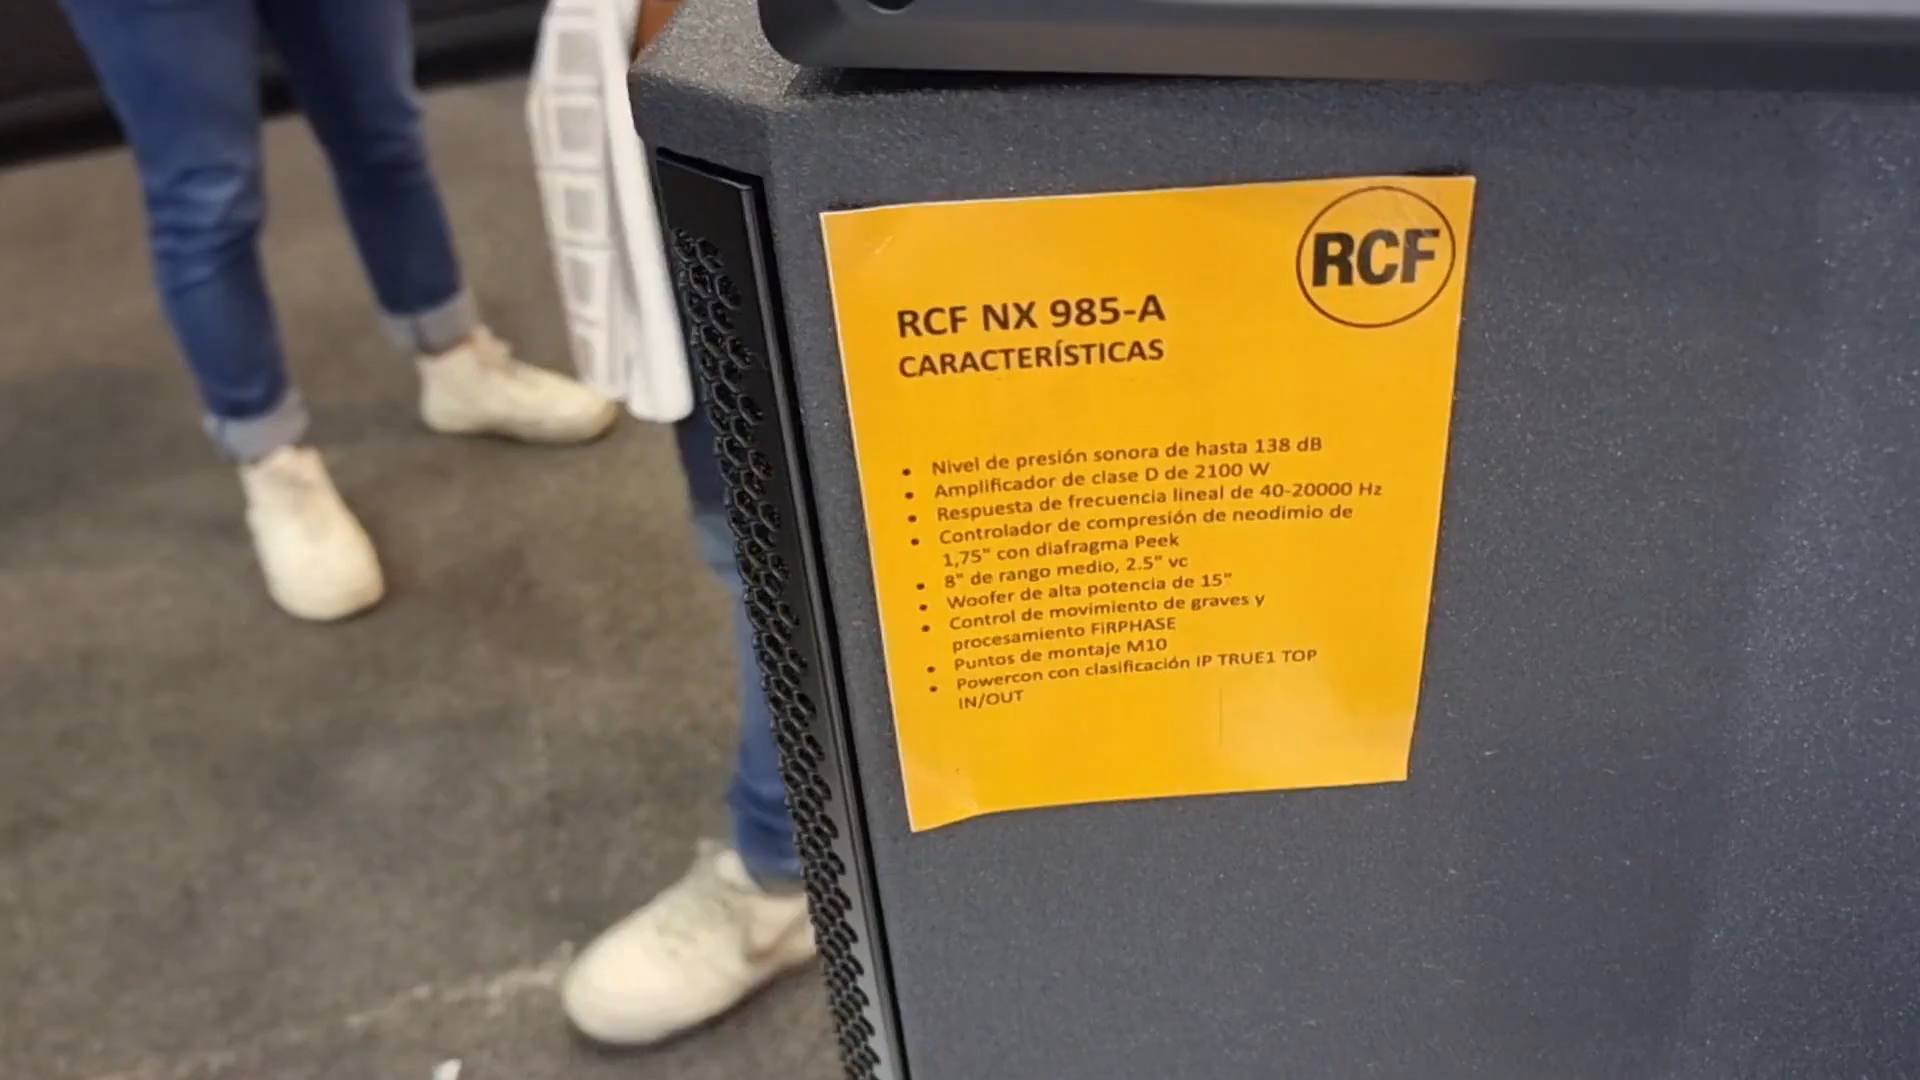 RCF
RCF NX 985-A
CARACTERÍSTICAS
• Nivel de presión sonora de hasta 138 dB
• Amplificador de clase D de 2100 W
• Respuesta de frecuencia lineal de 40-20000 Hz
• Controlador de compresión de neodimio de
1,75" con diafragma Peek
• 8" de rango medio, 2.5" vc
• Woofer de alta potencia de 15"
• Control de movimiento de graves y
procesamiento FiRPHASE
• Puntos de montaje M10
• Powercon con clasificación IP TRUE1 TOP
IN/OUT